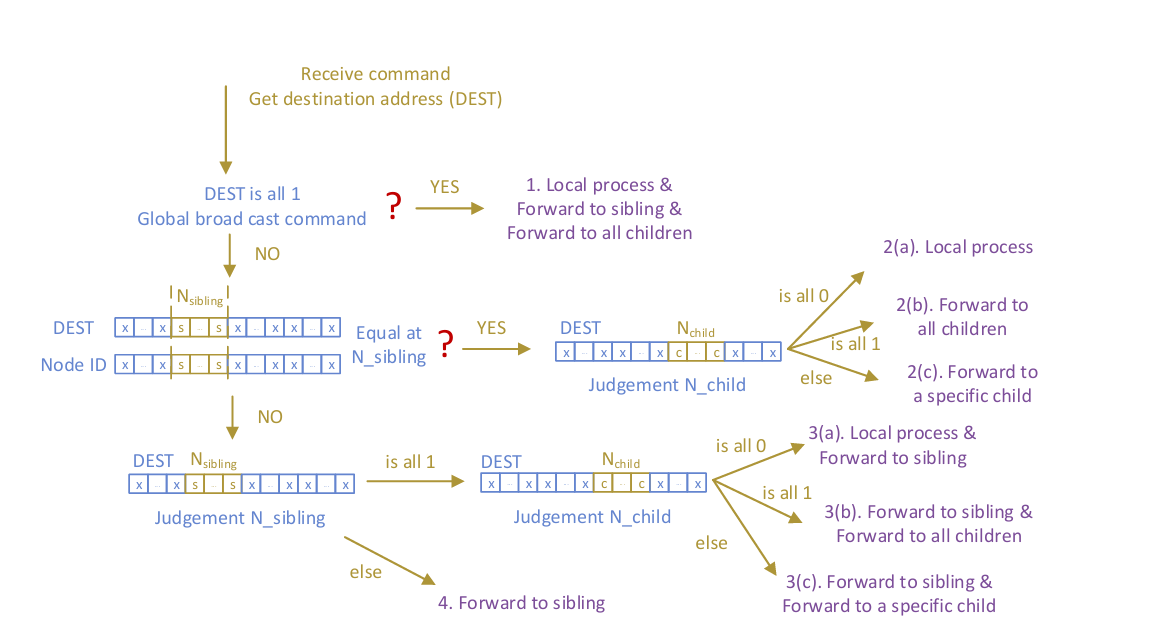 Receive command
Get destination address (DEST)
DEST is all 1
Global broad cast command
?
YES
1. Local process &
Forward to sibling &
Forward to all children
NO
Nsibling
DEST
x ... x s ... s x ... x x ... x
Node ID
x ... x s ... s x ... x x ... x
Equal at
N_sibling
?
YES
DEST
Nchild
x ... x x ... x c ... c x ... x
Judgement N_child
is all 0
2(a). Local process
is all 1
2(b). Forward to
all children
else
2(c). Forward to
a specific child
NO
DEST
Nsibling
x ... x s ... s x ... x x ... x
Judgement N_sibling
is all 1
DEST
Nchild
x ... x x ... x c ... c x ... x
Judgement N_child
is all 0
3(a). Local process &
Forward to sibling
is all 1
3(b). Forward to sibling &
Forward to all children
else
3(c). Forward to sibling &
Forward to a specific child
else
4. Forward to sibling